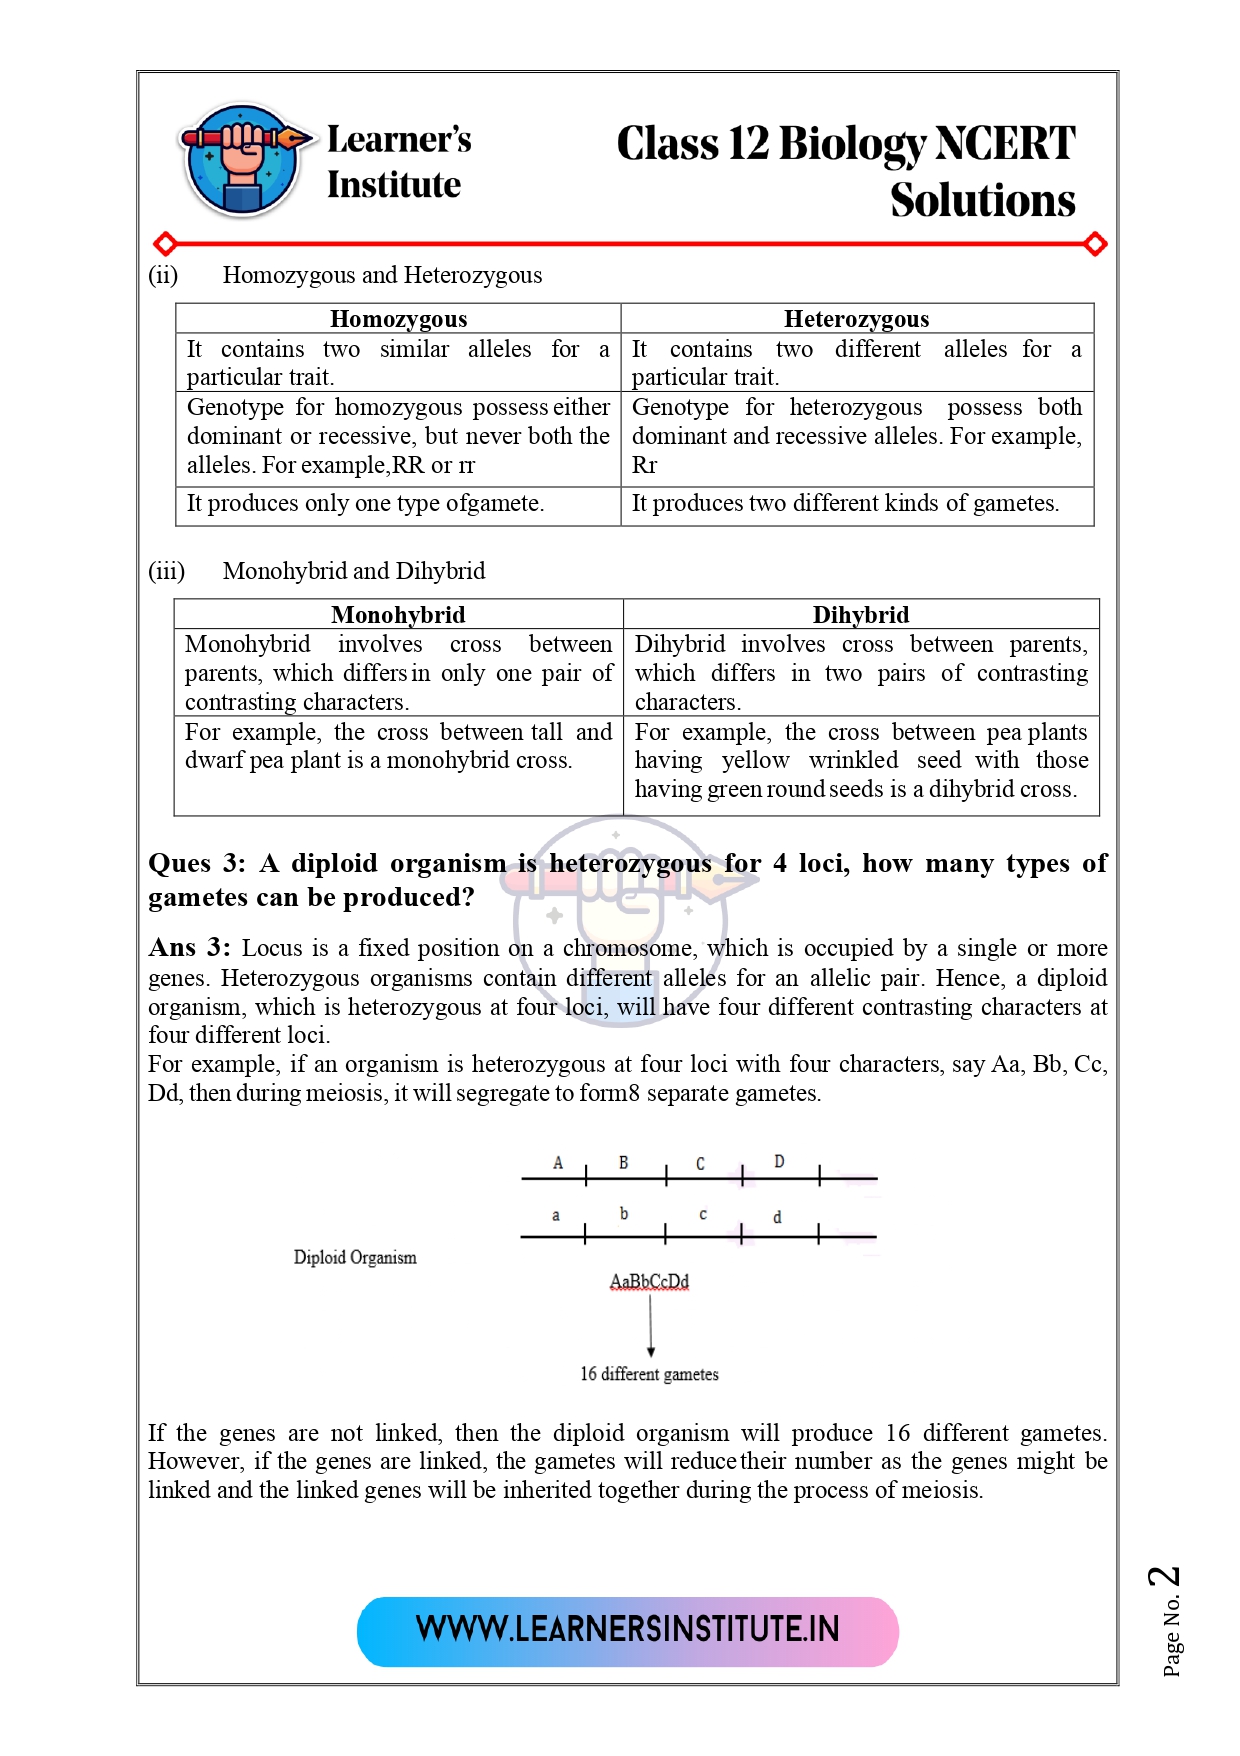 Learner's
Institute
Class 12 Biology NCERT
Solutions
(ii) Homozygous and Heterozygous
Homozygous Heterozygous
It contains two similar alleles for a
particular trait.
It contains two different alleles for a
particular trait.
Genotype for homozygous possess either
dominant or recessive, but never both the
alleles. For example,RR or rr
Genotype for heterozygous possess both
dominant and recessive alleles. For example,
Rr
It produces only one type ofgamete.
It produces two different kinds of gametes.
(iii) Monohybrid and Dihybrid
Monohybrid Dihybrid
Monohybrid involves cross between
parents, which differs in only one pair of
contrasting characters.
Dihybrid involves cross between parents,
which differs in two pairs of contrasting
characters.
For example, the cross between tall and
dwarf pea plant is a monohybrid cross.
For example, the cross between pea plants
having yellow wrinkled seed with those
having green round seeds is a dihybrid cross.
Ques 3: A diploid organism is heterozygous for 4 loci, how many types of
gametes can be produced?
Ans 3: Locus is a fixed position on a chromosome, which is occupied by a single or more
genes. Heterozygous organisms contain different alleles for an allelic pair. Hence, a diploid
organism, which is heterozygous at four loci, will have four different contrasting characters at
four different loci.
For example, if an organism is heterozygous at four loci with four characters, say Aa, Bb, Cc,
Dd, then during meiosis, it will segregate to form8 separate gametes.
A B C D
a b c d
Diploid Organism
AaBbCcDd
16 different gametes
If the genes are not linked, then the diploid organism will produce 16 different gametes.
However, if the genes are linked, the gametes will reduce their number as the genes might be
linked and the linked genes will be inherited together during the process of meiosis.
WWW.LEARNERSINSTITUTE.IN
Page No. 2